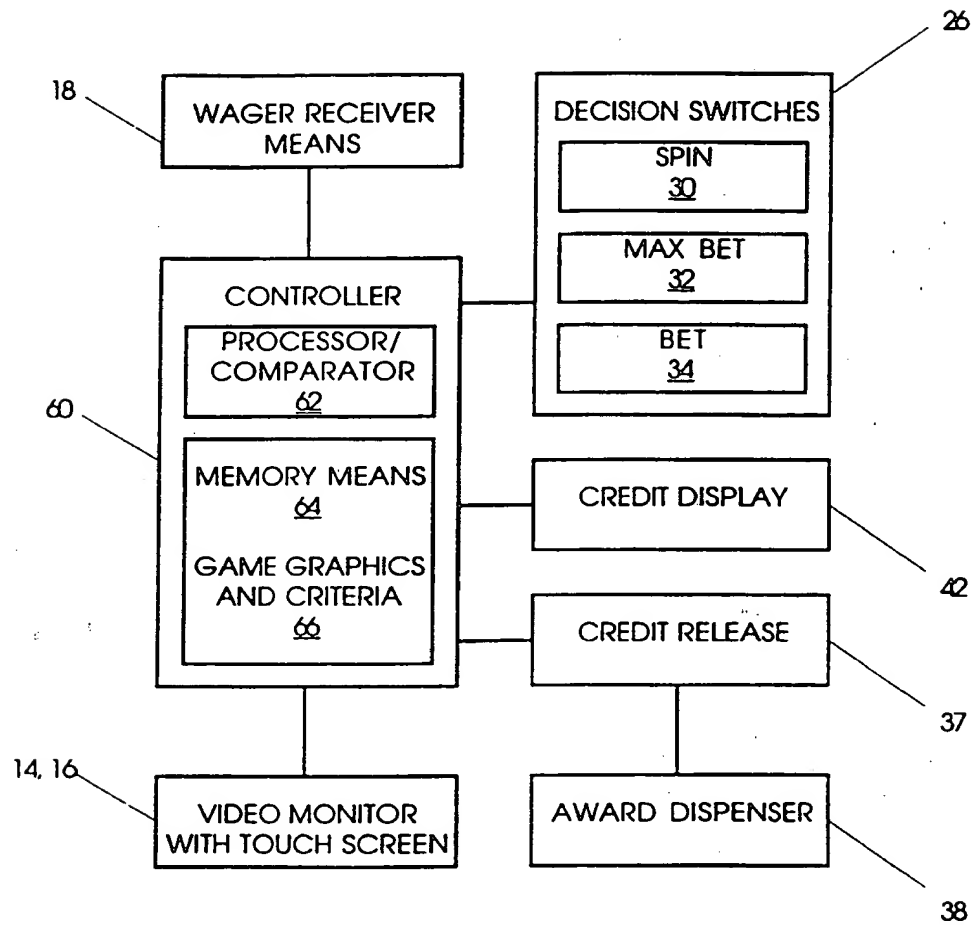 26
18
WAGER RECEIVER
MEANS
DECISION SWITCHES
SPIN
30
MAX BET
32
BET
34
CONTROLLER
PROCESSOR/
COMPARATOR
62
60
MEMORY MEANS
64
GAME GRAPHICS
AND CRITERIA
66
CREDIT DISPLAY
42
CREDIT RELEASE
37
14, 16
VIDEO MONITOR
WITH TOUCH SCREEN
AWARD DISPENSER
38